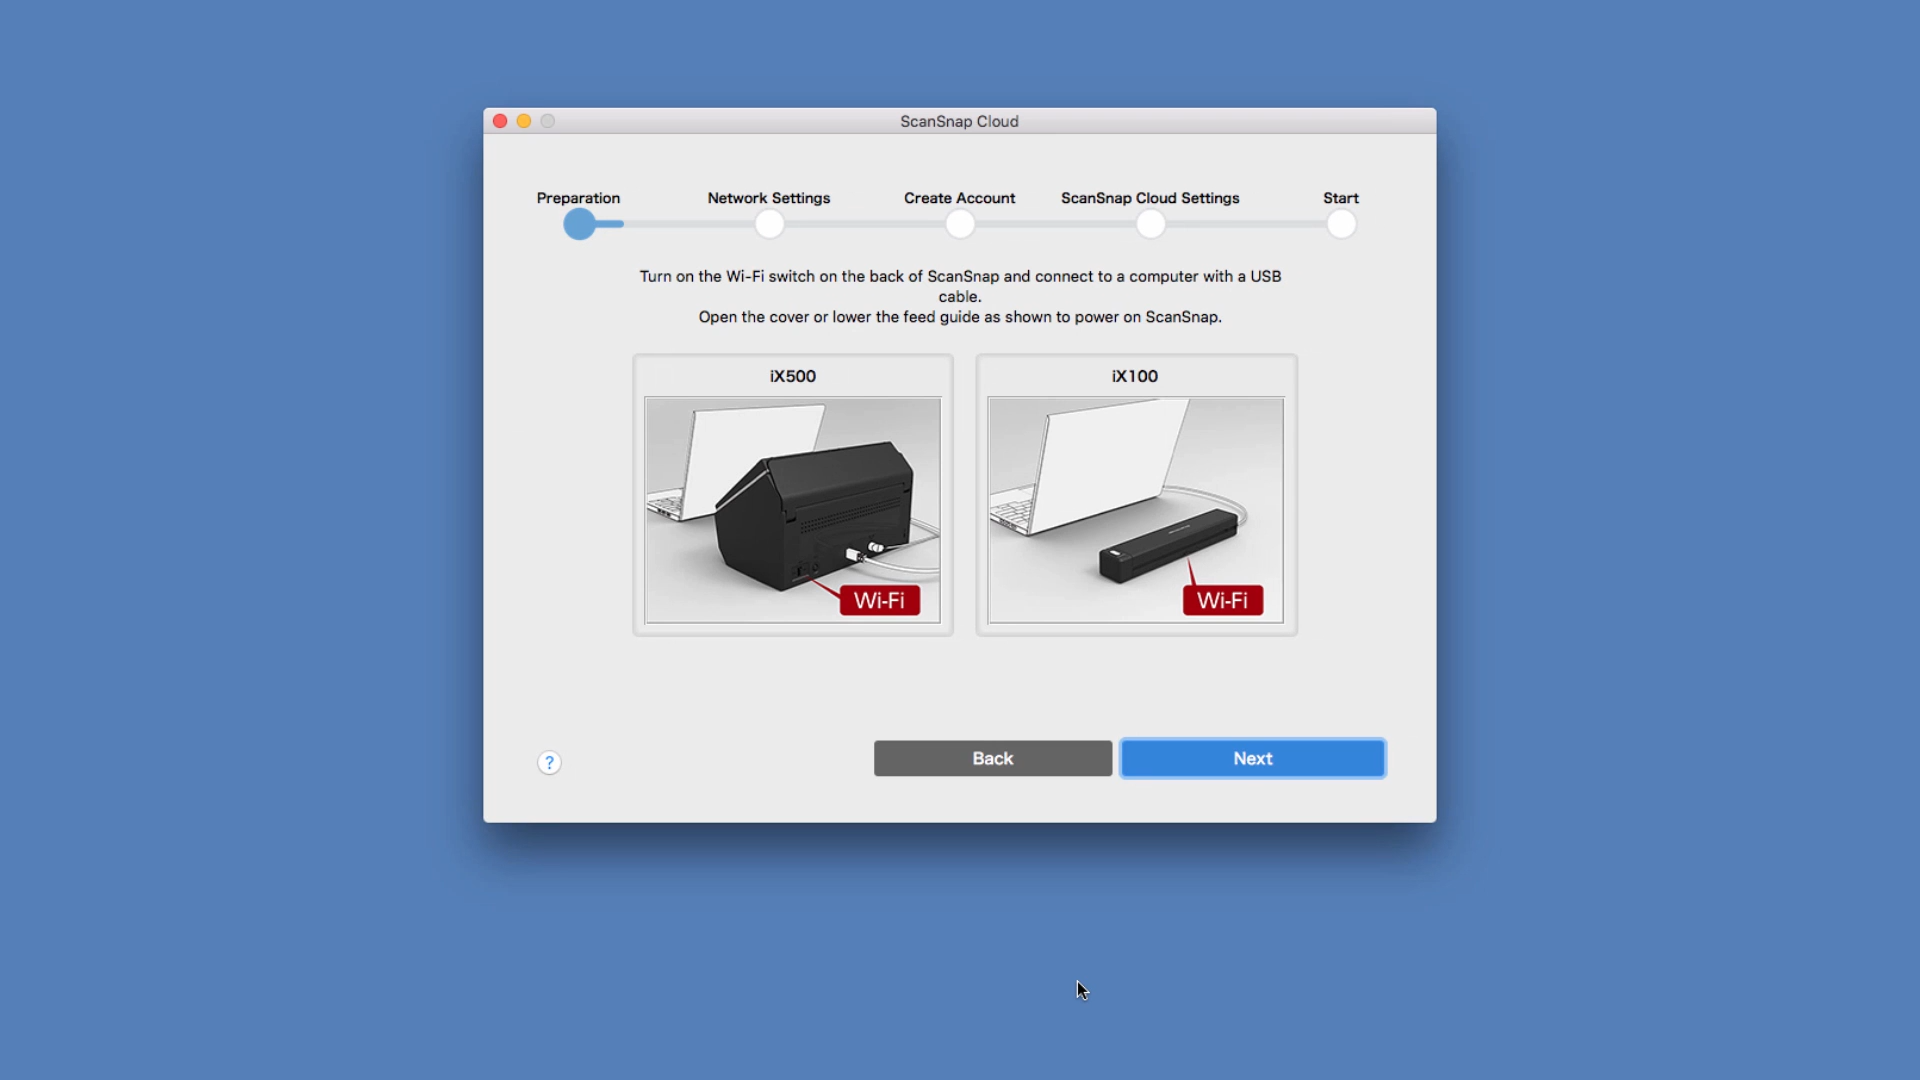 ScanSnap Cloud
Preparation
Network Settings
Create Account
ScanSnap Cloud Settings
Start
Turn on the Wi-Fi switch on the back of ScanSnap and connect to a computer with a USB
cable.
Open the cover or lower the feed guide as shown to power on ScanSnap.
iX500
iX100
Wi-Fi
Wi-Fi
?
Back
Next